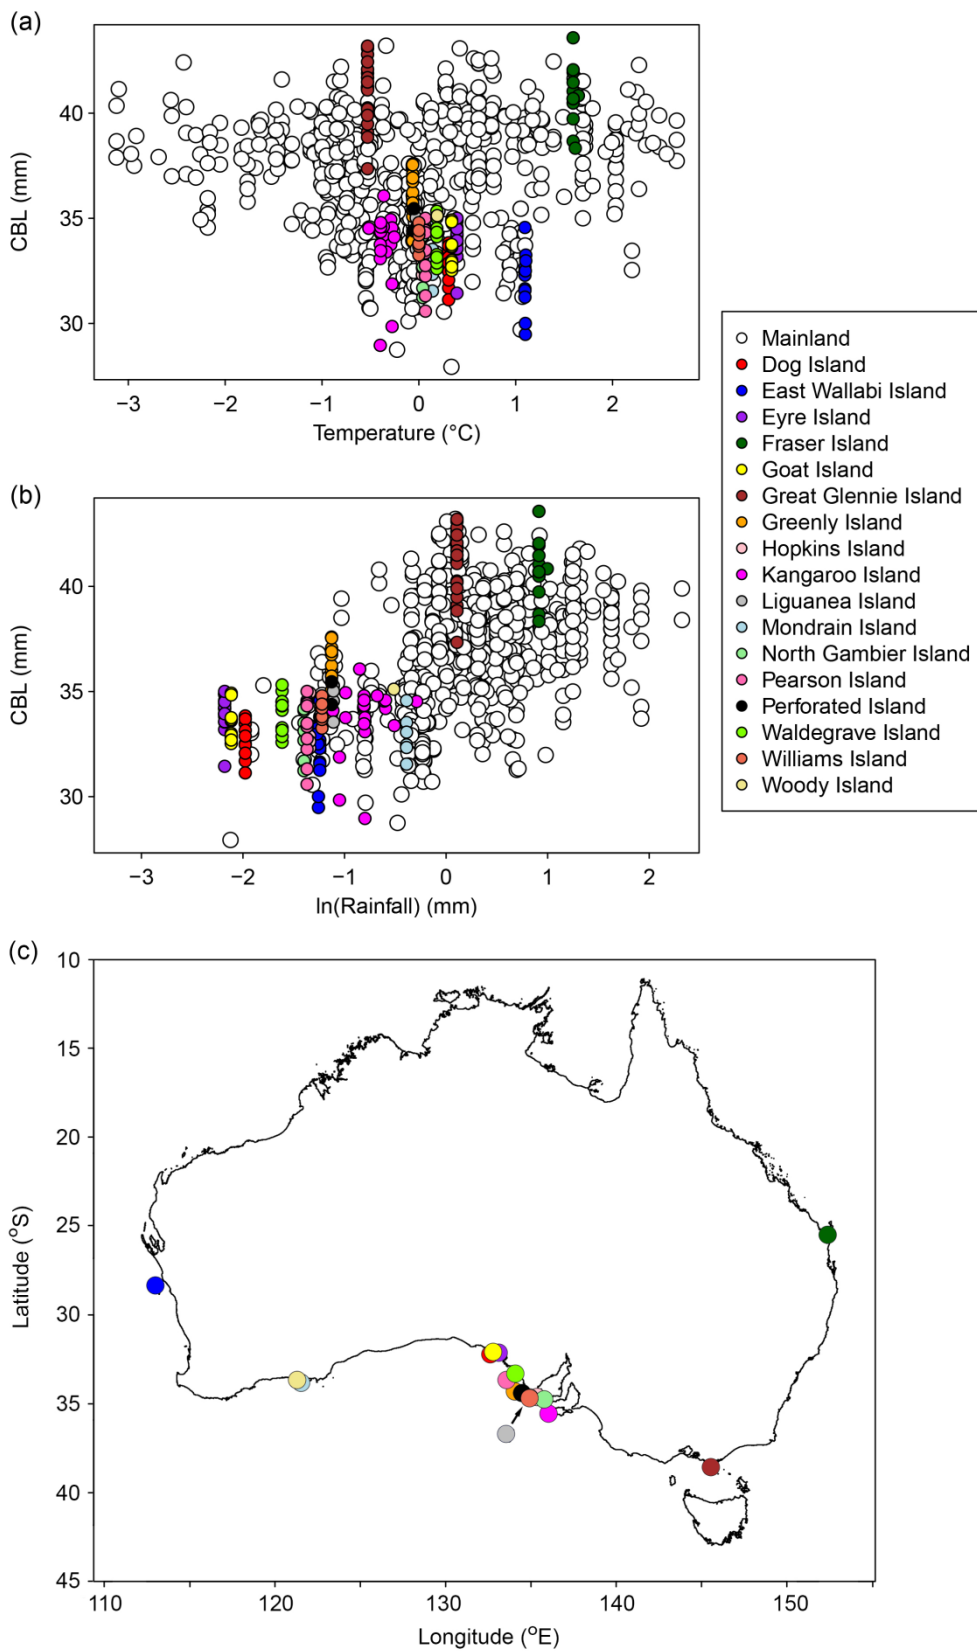 (a)
CBL (mm)
40
35
30
−3
−2
−1
0
1
2
Temperature (°C)
Mainland
Dog Island
East Wallabi Island
Eyre Island
Fraser Island
Goat Island
Great Glennie Island
Greenly Island
Hopkins Island
Kangaroo Island
Liguanea Island
Mondrain Island
North Gambier Island
Pearson Island
Perforated Island
Waldegrave Island
Williams Island
Woody Island
(b)
CBL (mm)
40
35
30
−3
−2
−1
0
1
2
ln(Rainfall) (mm)
(c)
Latitude (°S)
10
15
20
25
30
35
40
45
110
120
130
140
150
Longitude (°E)